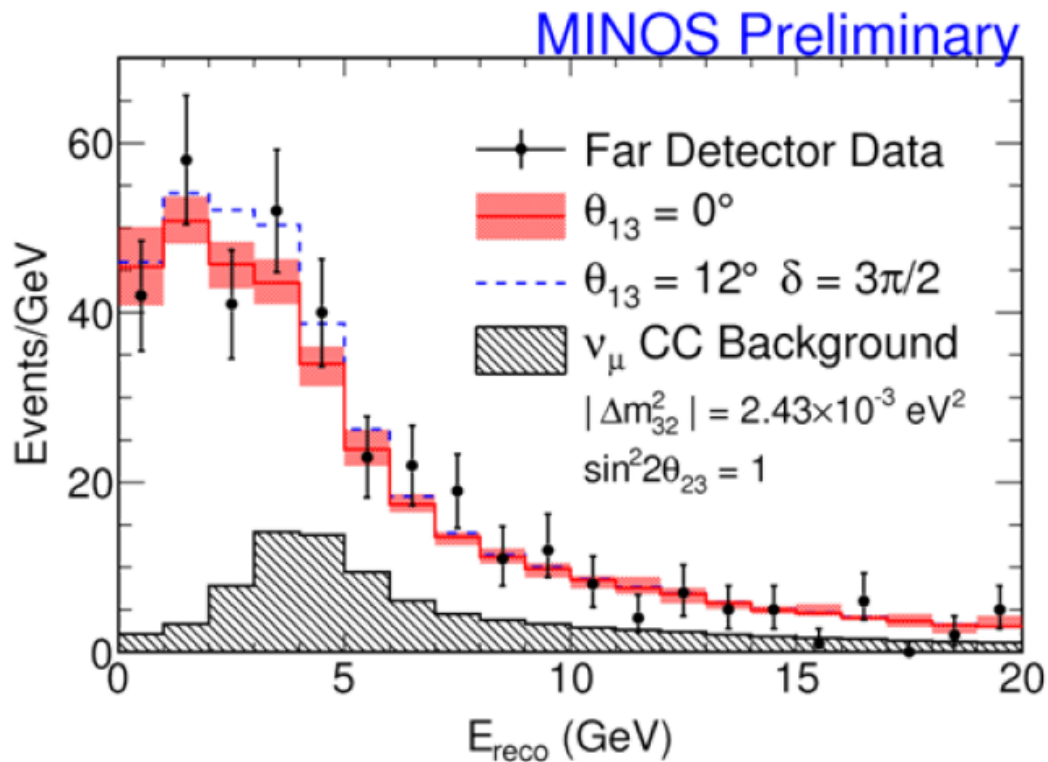 MINOS Preliminary
60
40
20
0
Events/GeV
Far Detector Data
θ₁₃ = 0°
θ₁₃ = 12° δ = 3π/2
νμ CC Background
|Δm²₃₂| = 2.43×10⁻³ eV²
sin²2θ₂₃ = 1
0 5 10 15 20
E_reco (GeV)